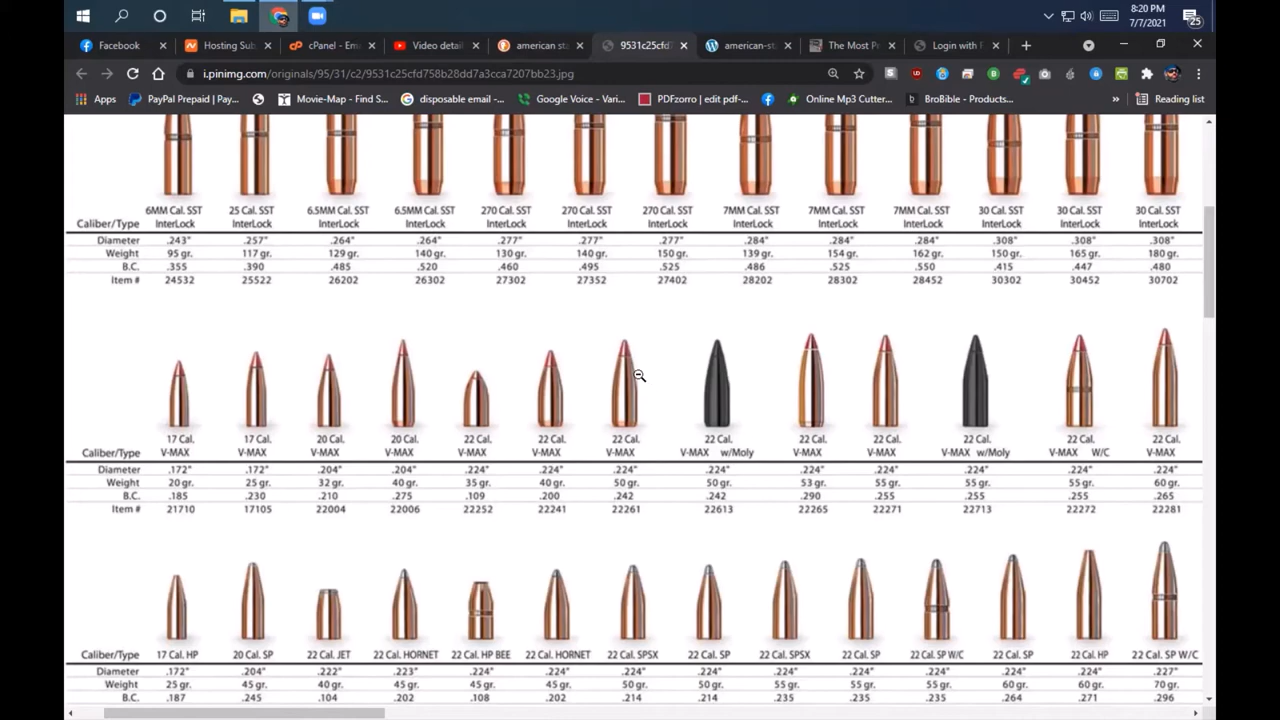 8:20 PM
7/7/2021
25
Facebook
Hosting Sub
cPanel - Em
Video detai
american sta
9531c25cfd
american-st
The Most P
Login with F
i.pinimg.com/originals/95/31/c2/9531c25cfd758b28dd7a3cca7207bb23.jpg
Apps PayPal Prepaid | Pay... Movie-Map - Find S... disposable email -... Google Voice - Vari... PDFzorro | edit pdf-... Online Mp3 Cutter... BroBible - Products... » Reading list
6MM Cal. SST 25 Cal. SST 6.5MM Cal. SST 6.5MM Cal. SST 270 Cal. SST 270 Cal. SST 270 Cal. SST 7MM Cal. SST 7MM Cal. SST 7MM Cal. SST 30 Cal. SST 30 Cal. SST 30 Cal. SST
Caliber/Type InterLock InterLock InterLock InterLock InterLock InterLock InterLock InterLock InterLock InterLock InterLock InterLock InterLock
Diameter .243" .257" .264" .264" .277" .277" .277" .284" .284" .284" .308" .308" .308"
Weight 95 gr. 117 gr. 129 gr. 140 gr. 130 gr. 140 gr. 150 gr. 139 gr. 154 gr. 162 gr. 150 gr. 165 gr. 180 gr.
B.C. .355 .390 .485 .520 .460 .495 .525 .486 .525 .550 .415 .447 .480
Item # 24532 25522 26202 26302 27302 27352 27402 28202 28302 28452 30302 30452 30702
17 Cal. 17 Cal. 20 Cal. 20 Cal. 22 Cal. 22 Cal. 22 Cal. 22 Cal. 22 Cal. 22 Cal. 22 Cal. 22 Cal. 22 Cal.
Caliber/Type V-MAX V-MAX V-MAX V-MAX V-MAX V-MAX V-MAX V-MAX w/Moly V-MAX V-MAX V-MAX w/Moly V-MAX W/C V-MAX
Diameter .172" .172" .204" .204" .224" .224" .224" .224" .224" .224" .224" .224" .224"
Weight 20 gr. 25 gr. 32 gr. 40 gr. 35 gr. 40 gr. 50 gr. 50 gr. 53 gr. 55 gr. 55 gr. 55 gr. 60 gr.
B.C. .185 .230 .210 .275 .109 .200 .242 .242 .290 .255 .255 .255 .265
Item # 21710 17105 22004 22006 22252 22241 22261 22613 22265 22271 22713 22272 22281
Caliber/Type 17 Cal. HP 20 Cal. SP 22 Cal. JET 22 Cal. HORNET 22 Cal. HP BEE 22 Cal. HORNET 22 Cal. SPSX 22 Cal. SP 22 Cal. SPSX 22 Cal. SP 22 Cal. SP W/C 22 Cal. SP 22 Cal. HP 22 Cal. SP W/C
Diameter .172" .204" .222" .223" .224" .224" .224" .224" .224" .224" .224" .224" .224" .227"
Weight 25 gr. 45 gr. 40 gr. 45 gr. 45 gr. 45 gr. 50 gr. 50 gr. 55 gr. 55 gr. 55 gr. 60 gr. 60 gr. 70 gr.
B.C. .187 .245 .104 .202 .108 .202 .214 .214 .235 .235 .235 .264 .271 .296